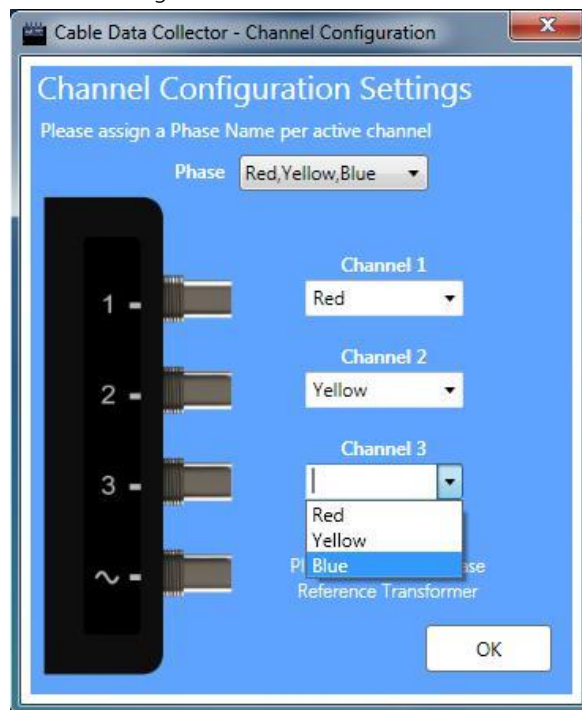 Cable Data Collector - Channel Configuration
Channel Configuration Settings
Please assign a Phase Name per active channel
Phase Red,Yellow,Blue
Channel 1
1 Red
Channel 2
2 Yellow
Channel 3
3
Red
Yellow
Blue
Reference Transformer
OK